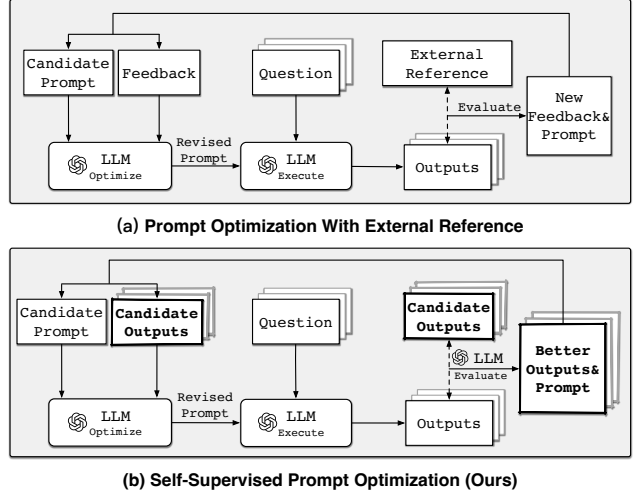 Candidate
Prompt
Feedback
Question
External
Reference
Evaluate
New
Feedback&
Prompt
LLM
Optimize
Revised
Prompt
LLM
Execute
Outputs
(a) Prompt Optimization With External Reference
Candidate
Prompt
Candidate
Outputs
Question
Candidate
Outputs
LLM
Evaluate
Better
Outputs&
Prompt
LLM
Optimize
Revised
Prompt
LLM
Execute
Outputs
(b) Self-Supervised Prompt Optimization (Ours)